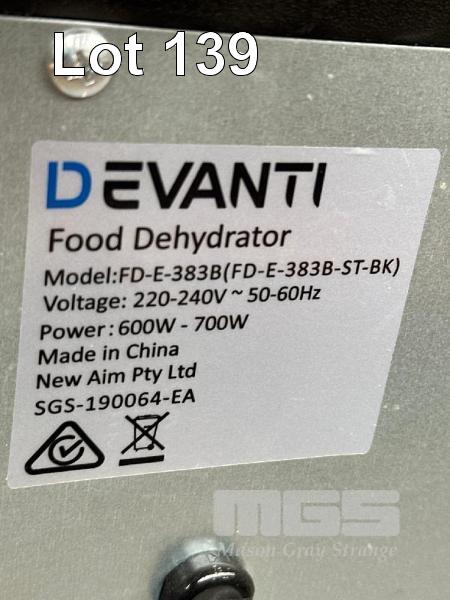 Lot 139
DEVANTI
Food Dehydrator
Model:FD-E-383B(FD-E-383B-ST-BK)
Voltage: 220-240V ~ 50-60Hz
Power: 600W - 700W
Made in China
New Aim Pty Ltd
SGS-190064-EA
MGS
Mason Gray Strange